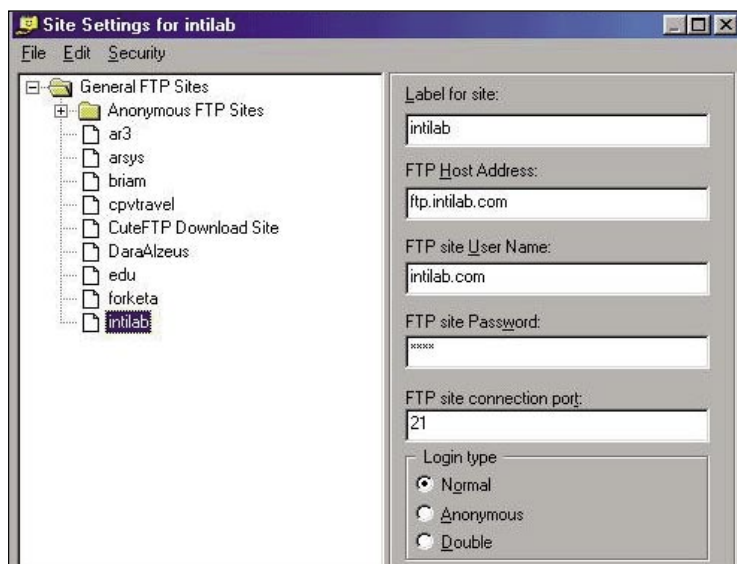 Site Settings for intilab
File Edit Security
General FTP Sites
Anonymous FTP Sites
ar3
arsys
briam
cpvtravel
CuteFTP Download Site
DaraAlzeus
edu
forketa
intilab
Label for site:
intilab
FTP Host Address:
ftp.intilab.com
FTP site User Name:
intilab.com
FTP site Password:
****
FTP site connection port:
21
Login type
Normal
Anonymous
Double